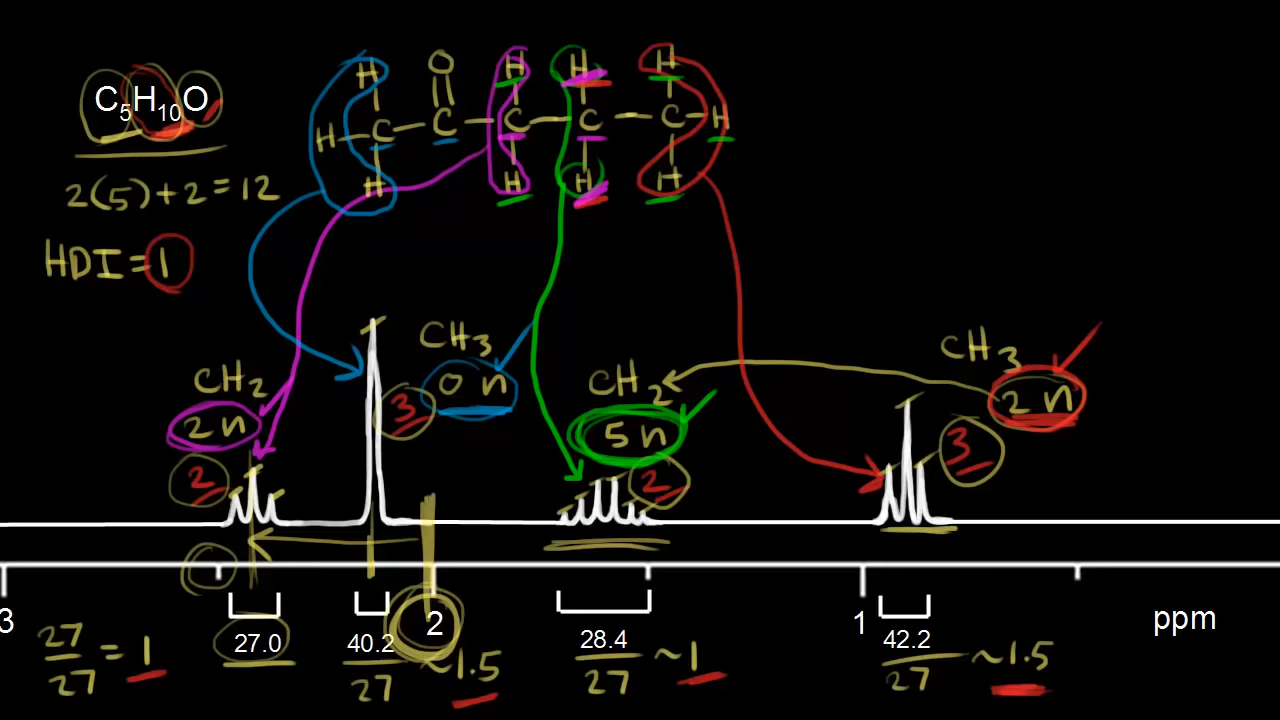 H O H H H
C5H10O
H C C C C C H
H H H H
2(5)+2=12
HDI=1
CH3 CH3
CH2 0 n CH2 2 n
2 n 3 5 n 3
2 2
3 2 1 ppm
27.0 40.2 28.4 42.2
27/27 = 1 27 ~1.5 27 ~1 27 ~1.5